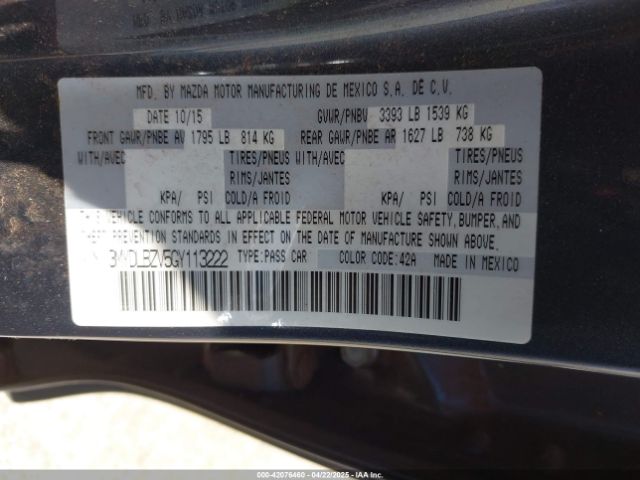 MFD. BY MAZDA MOTOR MANUFACTURING DE MEXICO S.A. DE C.V.
DATE 10/15 GVWR/PNBV 3393 LB 1539 KG
FRONT GAWR/PNBE AV 1795 LB 814 KG REAR GAWR/PNBE AR 1627 LB 738 KG
WITH/AVEC TIRES/PNEUS WITH/AVEC TIRES/PNEUS
RIMS/JANTES RIMS/JANTES
KPA/ PSI COLD/A FROID KPA/ PSI COLD/A FROID
THIS VEHICLE CONFORMS TO ALL APPLICABLE FEDERAL MOTOR VEHICLE SAFETY, BUMPER, AND
THEFT PREVENTION STANDARDS IN EFFECT ON THE DATE OF MANUFACTURE SHOWN ABOVE.
TYPE: PASS CAR COLOR CODE: 42A MADE IN MEXICO
000-42076460 - 04/22/2025 - IAA Inc.